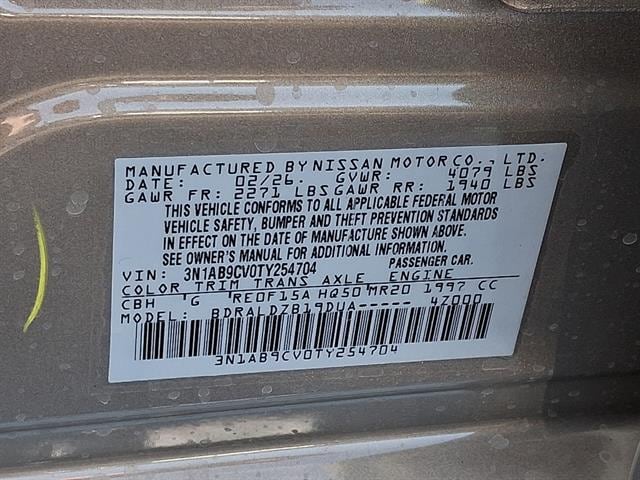 MANUFACTURED BY NISSAN MOTOR CO., LTD.
DATE: 02/26. GVWR: 4079 LBS
GAWR FR: 2271 LBS GAWR RR: 1940 LBS
THIS VEHICLE CONFORMS TO ALL APPLICABLE FEDERAL MOTOR
VEHICLE SAFETY, BUMPER AND THEFT PREVENTION STANDARDS
IN EFFECT ON THE DATE OF MANUFACTURE SHOWN ABOVE.
SEE OWNER'S MANUAL FOR ADDITIONAL INFORMATION.
VIN: 3N1AB9CV0TY254704 PASSENGER CAR.
COLOR TRIM TRANS AXLE ENGINE
CBH 'G 'RE0F15A HQ50'MR20 1997 CC
MODEL: BDRALDZB19DUA----- 4Z000
3N1AB9CV0TY254704